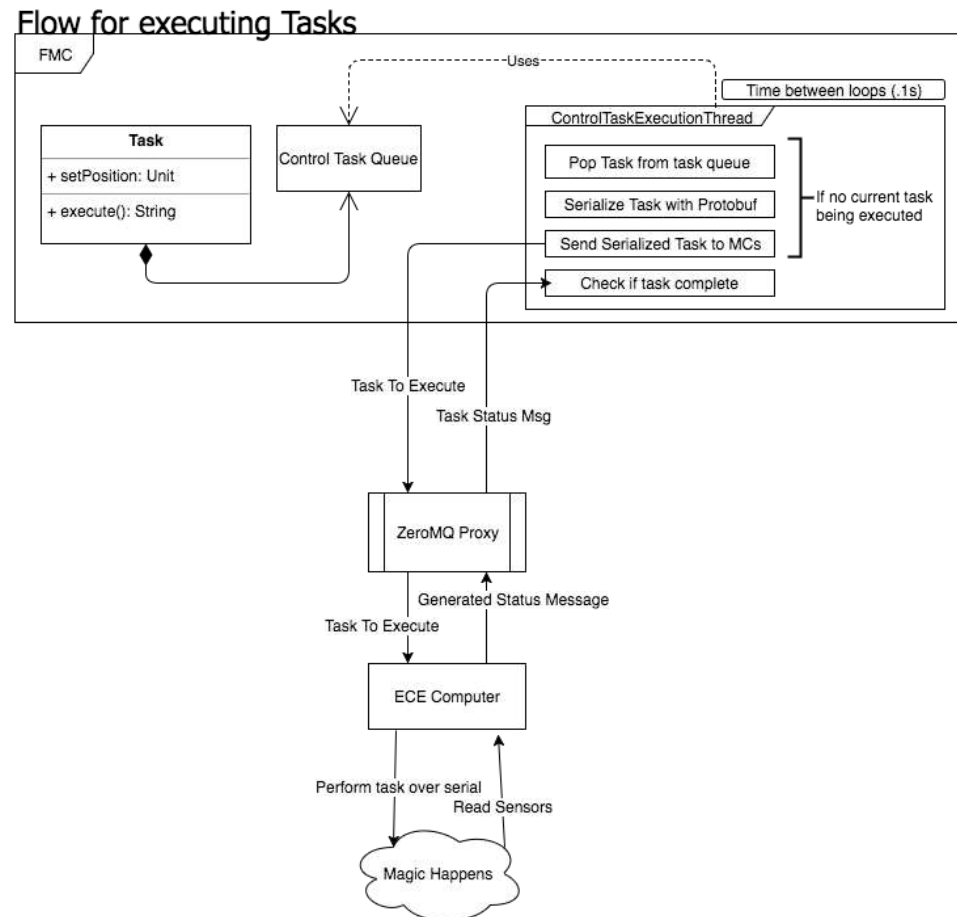 Flow for executing Tasks
FMC
Uses
Time between loops (.1s)
Task
+ setPosition: Unit
+ execute(): String
Control Task Queue
ControlTaskExecutionThread
Pop Task from task queue
Serialize Task with Protobuf
Send Serialized Task to MCs
Check if task complete
If no current task
being executed
Task To Execute
Task Status Msg
ZeroMQ Proxy
Generated Status Message
Task To Execute
ECE Computer
Perform task over serial
Read Sensors
Magic Happens